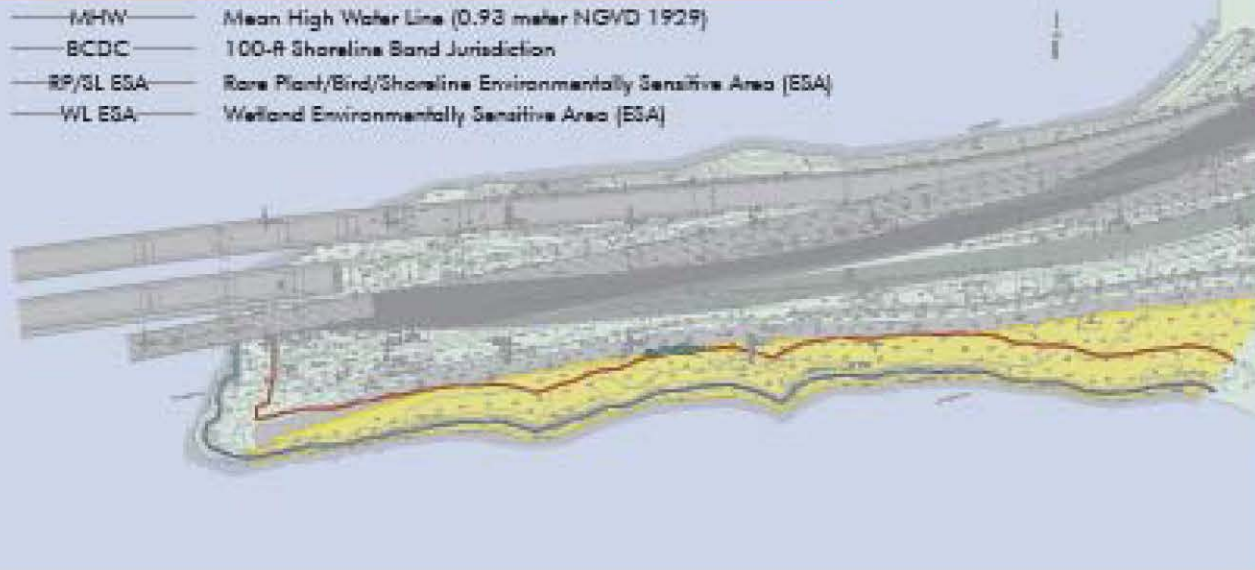 MHW Mean High Water Line (0.93 meter NGVD 1929)
BCDC 100-ft Shoreline Band Jurisdiction
RP/SL ESA Rare Plant/Bird/Shoreline Environmentally Sensitive Area (ESA)
WL ESA Wetland Environmentally Sensitive Area (ESA)